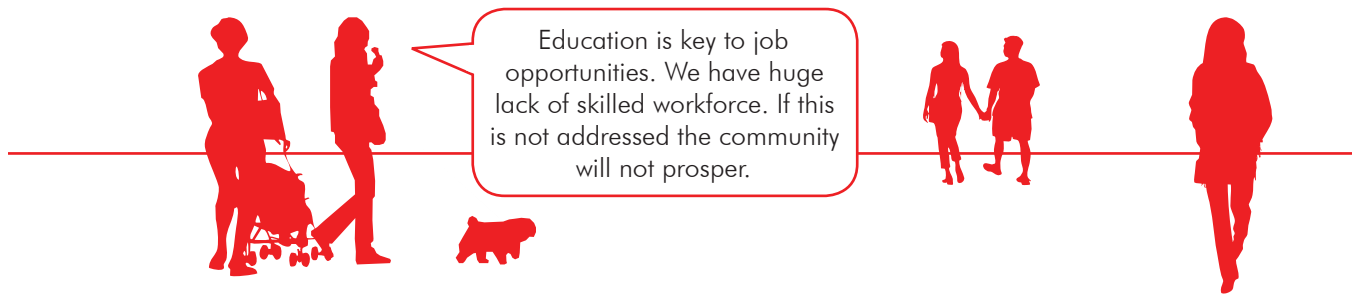 Education is key to job
opportunities. We have huge
lack of skilled workforce. If this
is not addressed the community
will not prosper.